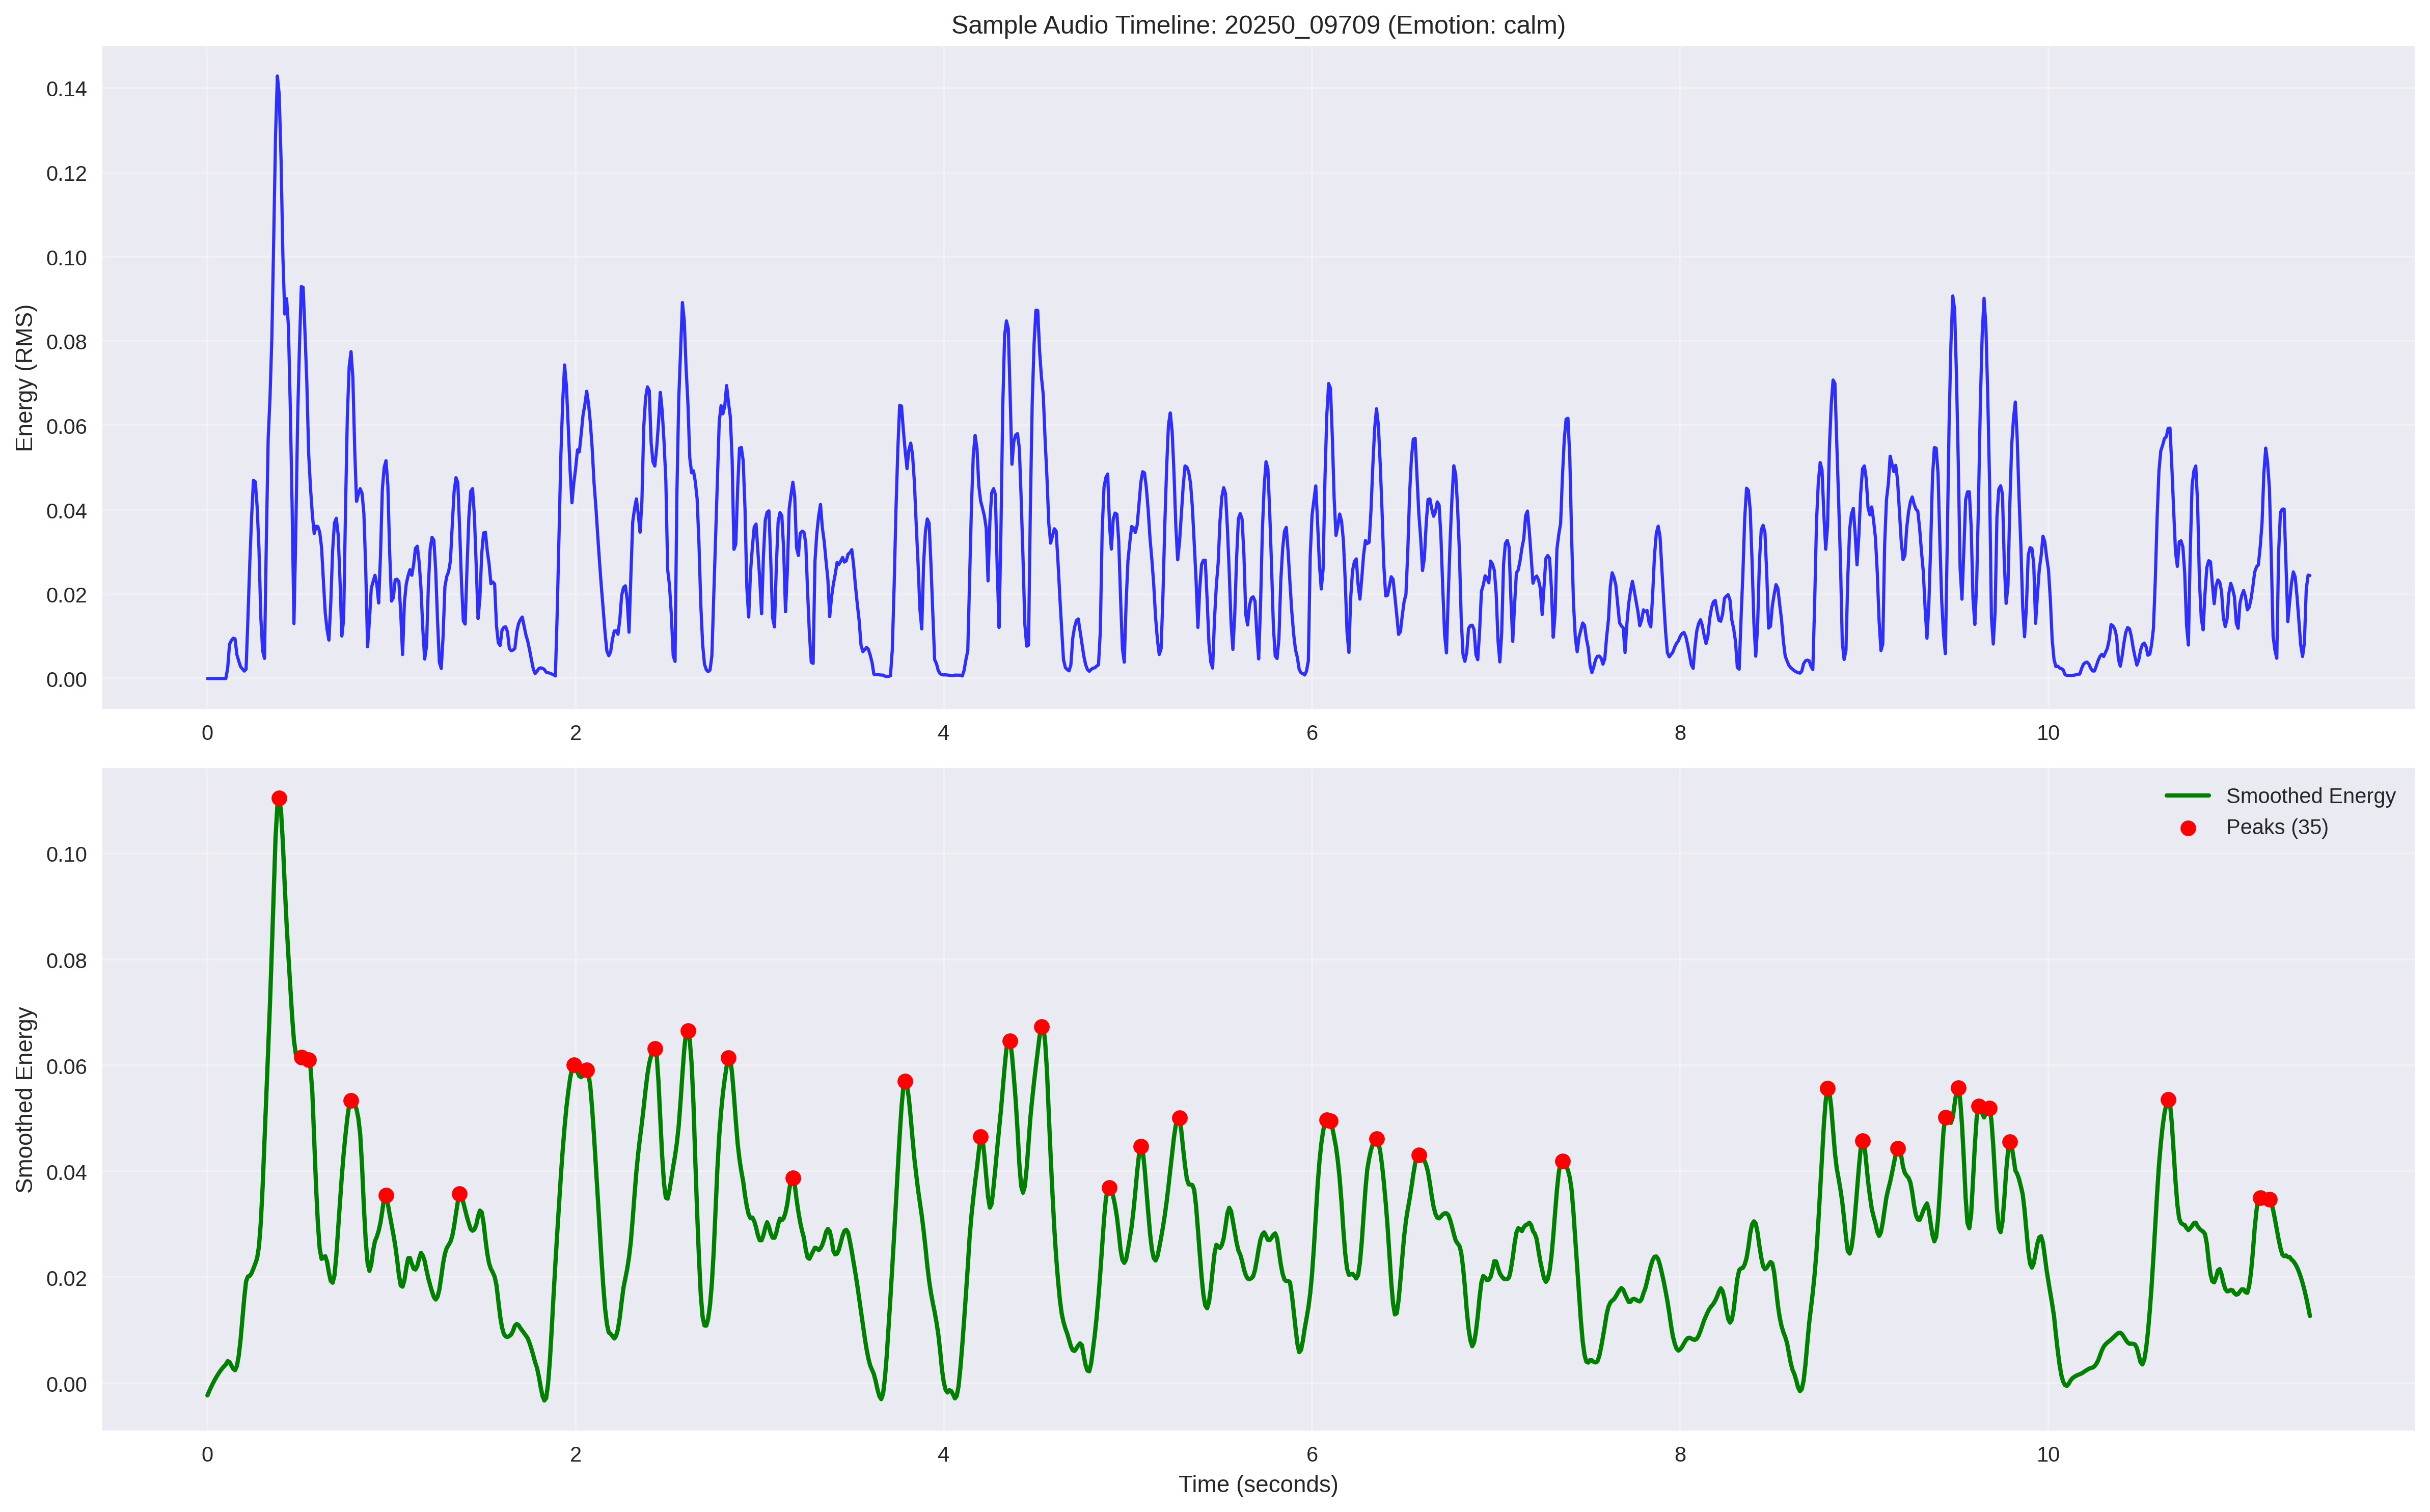 Sample Audio Timeline: 20250_09709 (Emotion: calm)
Energy (RMS)
0.14
0.12
0.10
0.08
0.06
0.04
0.02
0.00
0 2 4 6 8 10
Smoothed Energy
Peaks (35)
Smoothed Energy
0.10
0.08
0.06
0.04
0.02
0.00
0 2 4 6 8 10
Time (seconds)